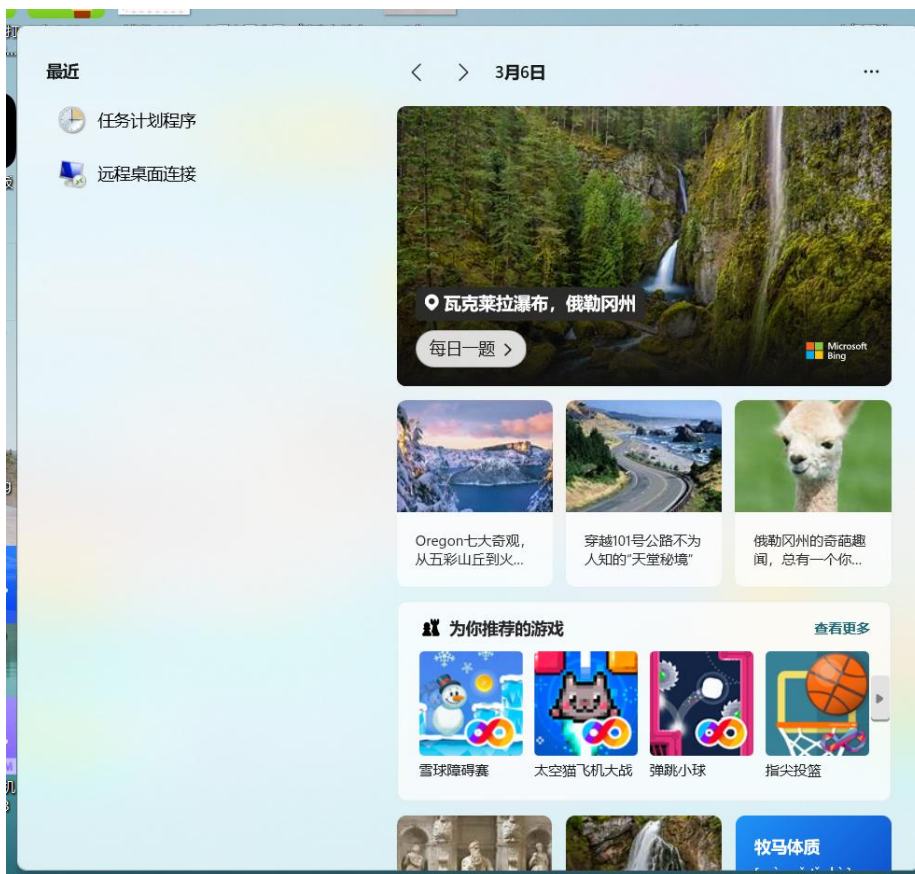 最近
任务计划程序
远程桌面连接
3月6日
瓦克莱拉瀑布，俄勒冈州
每日一题
Microsoft
Bing
Oregon七大奇观，
从五彩山丘到火...
穿越101号公路不为
人知的“天堂秘境”
俄勒冈州的奇葩趣
闻，总有一个你...
为你推荐的游戏
查看更多
雪球障碍赛
太空猫飞机大战
弹跳小球
指尖投篮
牧马体质